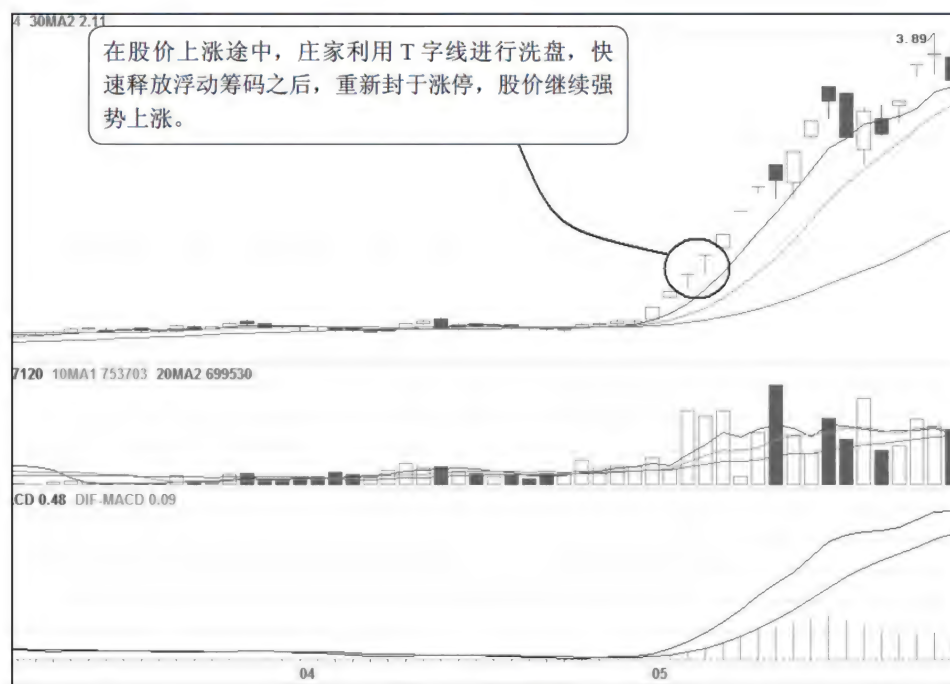 4 30MA2 2.11
在股价上涨途中，庄家利用 T 字线进行洗盘，快
速释放浮动筹码之后，重新封于涨停，股价继续强
势上涨。
3.89
7120 10MA1 753703 20MA2 699530
.CD 0.48 DIF-MACD 0.09
04 05